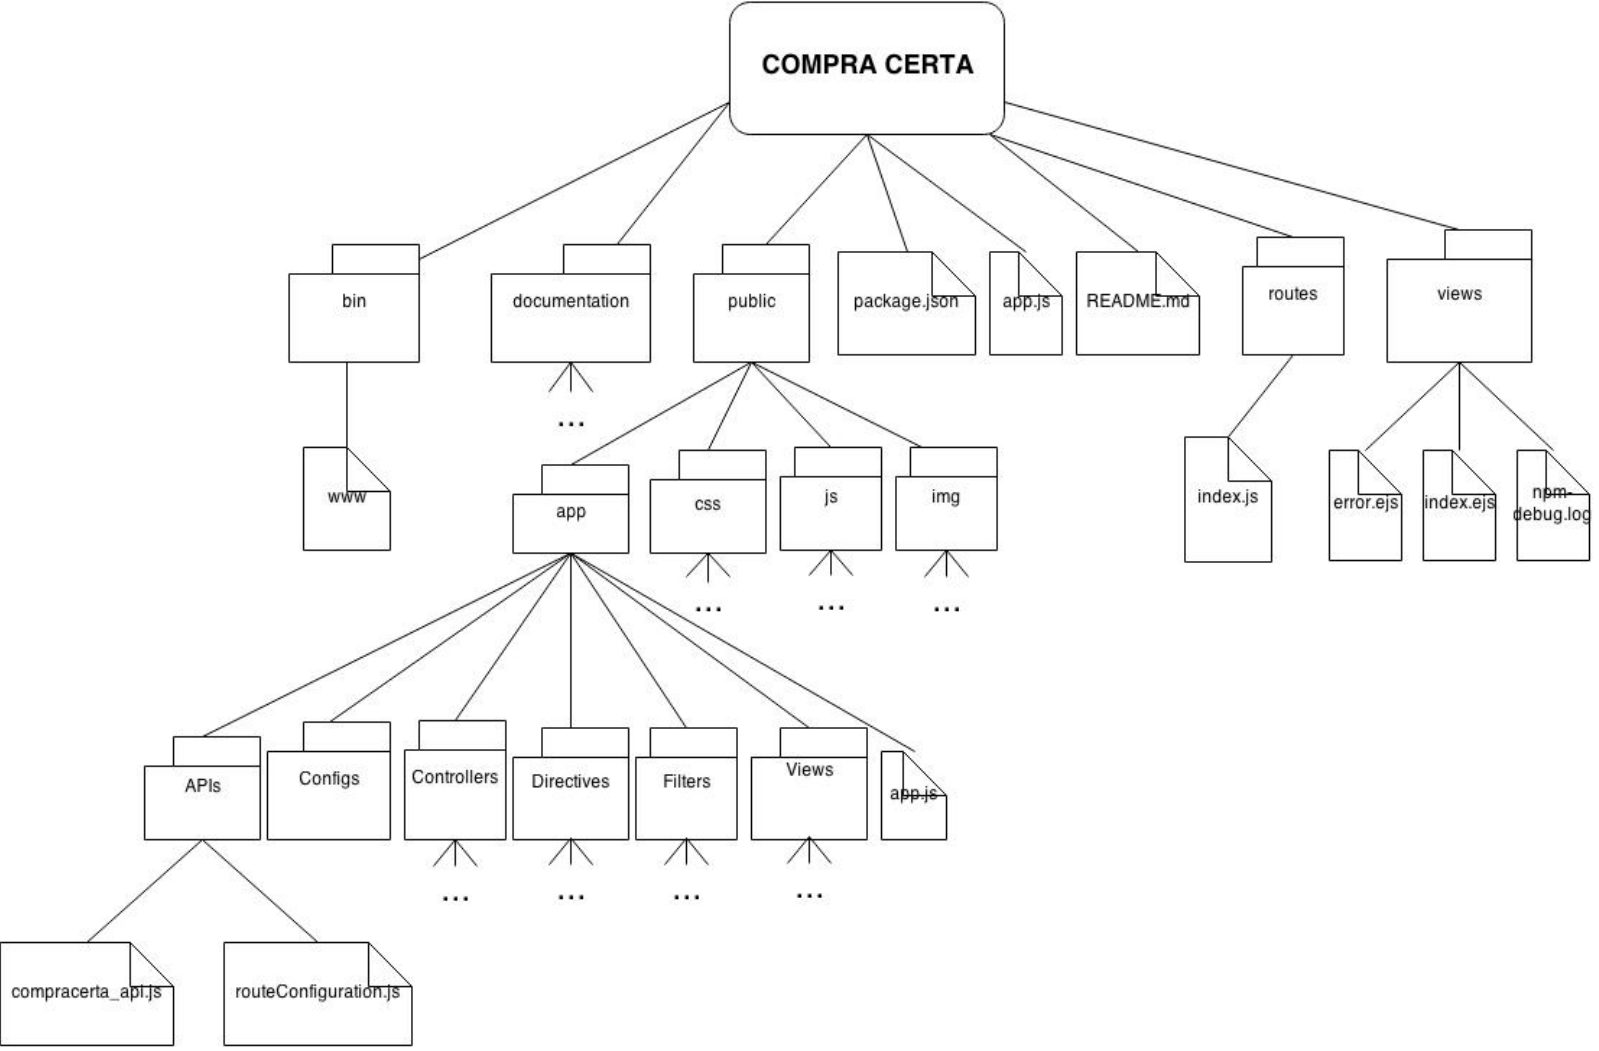 COMPRA CERTA
bin
documentation
public
package.json
app.js
README.md
routes
views
...
www
app
css
js
img
index.js
error.ejs
index.ejs
npm-
debug.log
...
...
...
APIs
Configs
Controllers
Directives
Filters
Views
app.js
...
...
...
...
compracerta_api.js
routeConfiguration.js